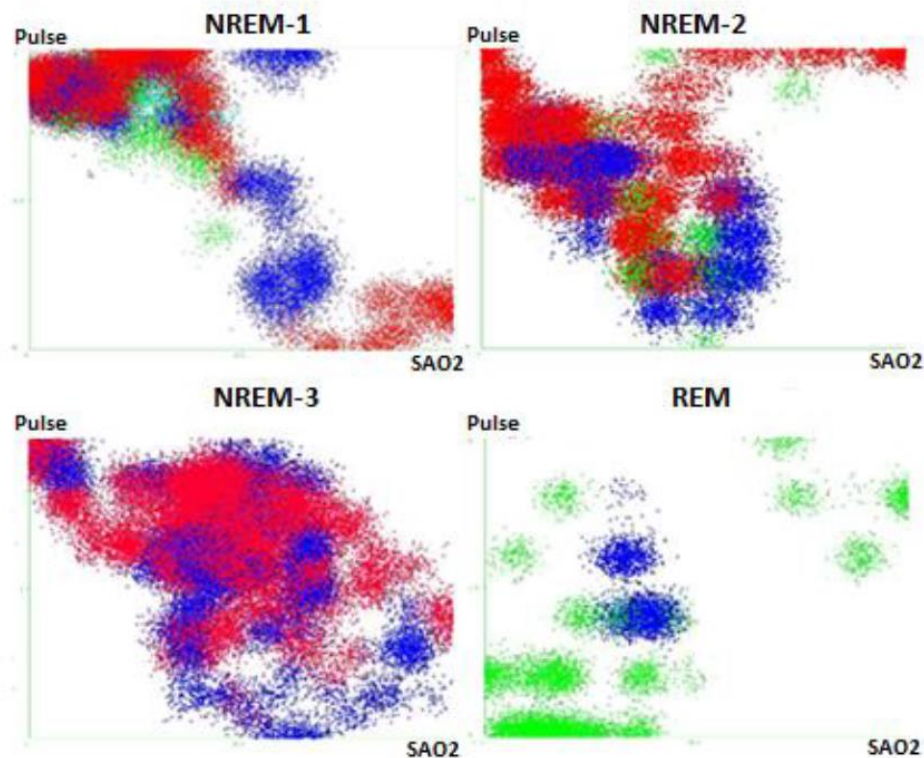 NREM-1
Pulse
SAO2
NREM-2
Pulse
SAO2
NREM-3
Pulse
SAO2
REM
Pulse
SAO2